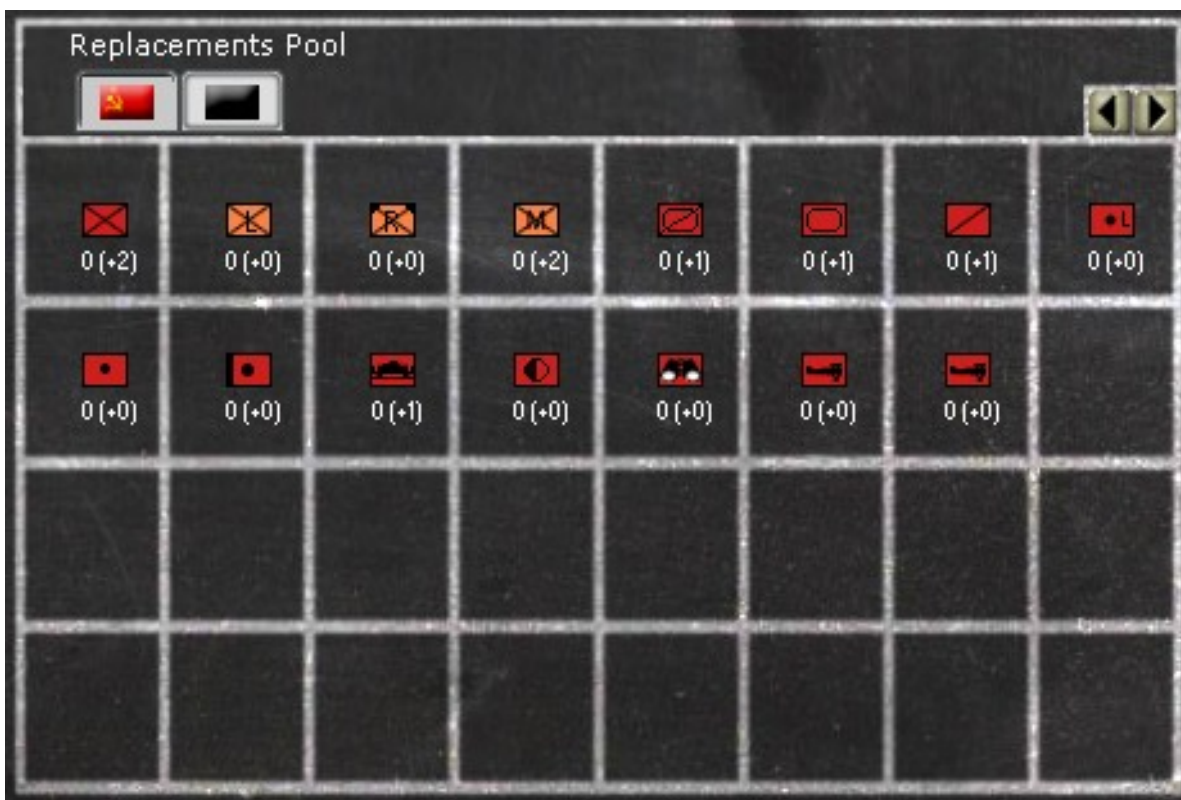 Replacements Pool
L R M L
0 (+2) 0 (+0) 0 (+0) 0 (+2) 0 (+1) 0 (+1) 0 (+1) 0 (+0)
0 (+0) 0 (+0) 0 (+1) 0 (+0) 0 (+0) 0 (+0) 0 (+0)